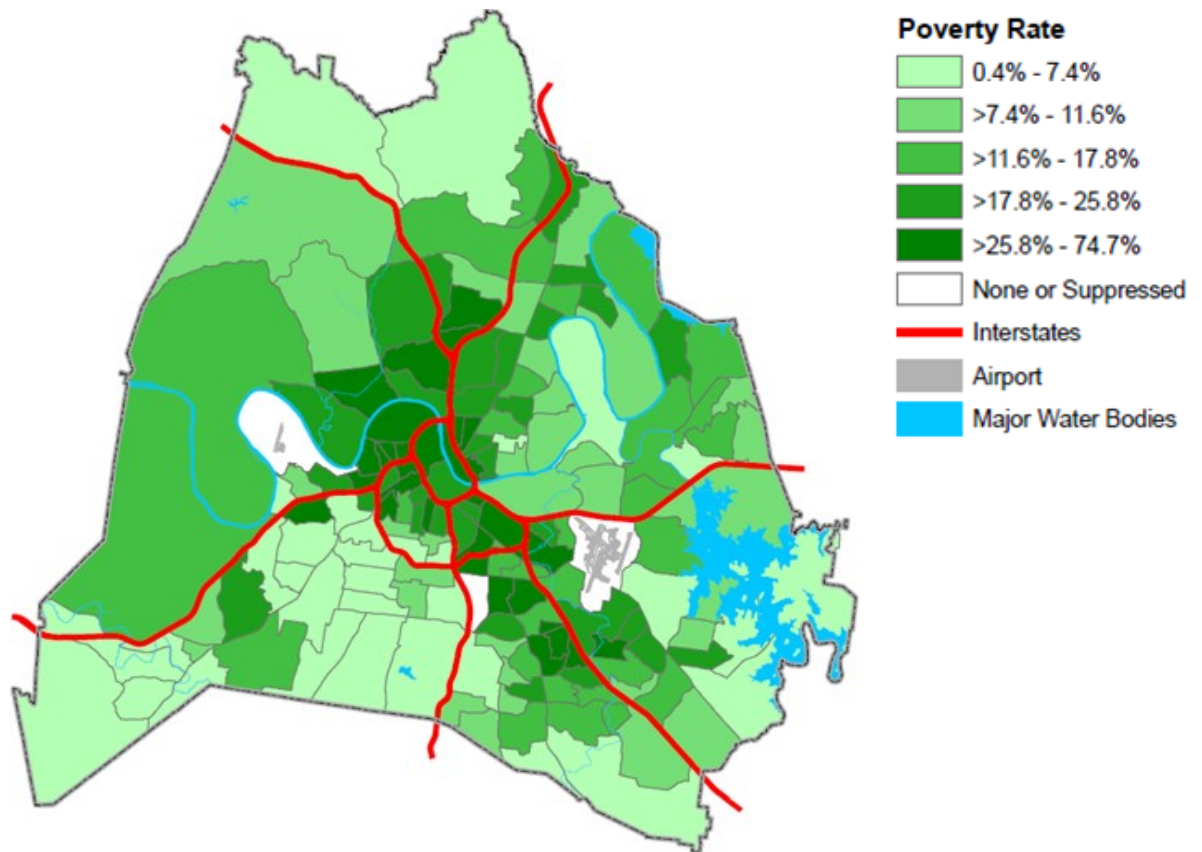 Poverty Rate
0.4% - 7.4%
>7.4% - 11.6%
>11.6% - 17.8%
>17.8% - 25.8%
>25.8% - 74.7%
None or Suppressed
Interstates
Airport
Major Water Bodies